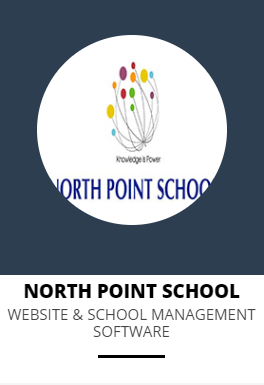 Knowledge is Power
NORTH POINT SCHOOL
NORTH POINT SCHOOL
WEBSITE & SCHOOL MANAGEMENT
SOFTWARE